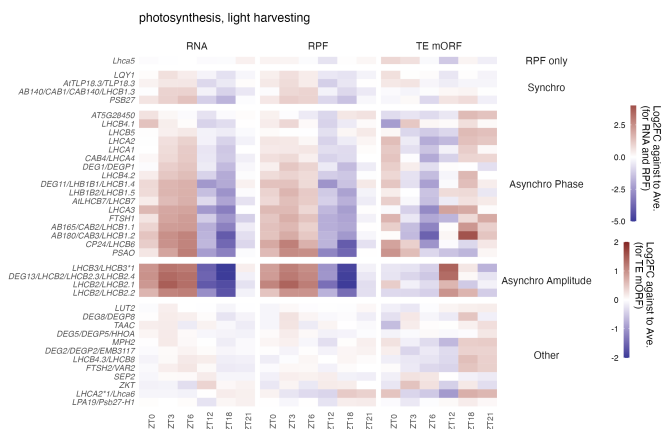 photosynthesis, light harvesting
RNA RPF TE mORF
Lhca5
RPF only
LQY1
AtTLP18.3/TLP18.3
AB140/CAB1/CAB140/LHCB1.3
PSB27
Synchro
AT5G28450
LHCB4.1
LHCB5
LHCA2
LHCA1
CAB4/LHCA4
DEG1/DEGP1
LHCB4.2
DEG11/LHB1B1/LHCB1.4
LHB1B2/LHCB1.5
AtLHCB7/LHCB7
LHCA3
FTSH1
AB165/CAB2/LHCB1.1
AB180/CAB3/LHCB1.2
CP24/LHCB6
PSAO
Asynchro Phase
LHCB3/LHCB3*1
DEG13/LHCB2/LHCB2.3/LHCB2.4
LHCB2/LHCB2.1
LHCB2/LHCB2.2
Asynchro Amplitude
LUT2
DEG8/DEGP8
TAAC
DEG5/DEGP5/HHOA
MPH2
DEG2/DEGP2/EMB3117
LHCB4.3/LHCB8
FTSH2/VAR2
SEP2
ZKT
LHCA2*1/Lhca6
LPA19/Psb27-H1
Other
ZT0 ZT3 ZT6 ZT12 ZT18 ZT21 ZT0 ZT3 ZT6 ZT12 ZT18 ZT21 ZT0 ZT3 ZT6 ZT12 ZT18 ZT21
2.5
0.0
-2.5
-5.0
Log2FC against to Ave.
(for RNA and RPF)
2
1
0
-1
-2
Log2FC against to Ave.
(for TE mORF)